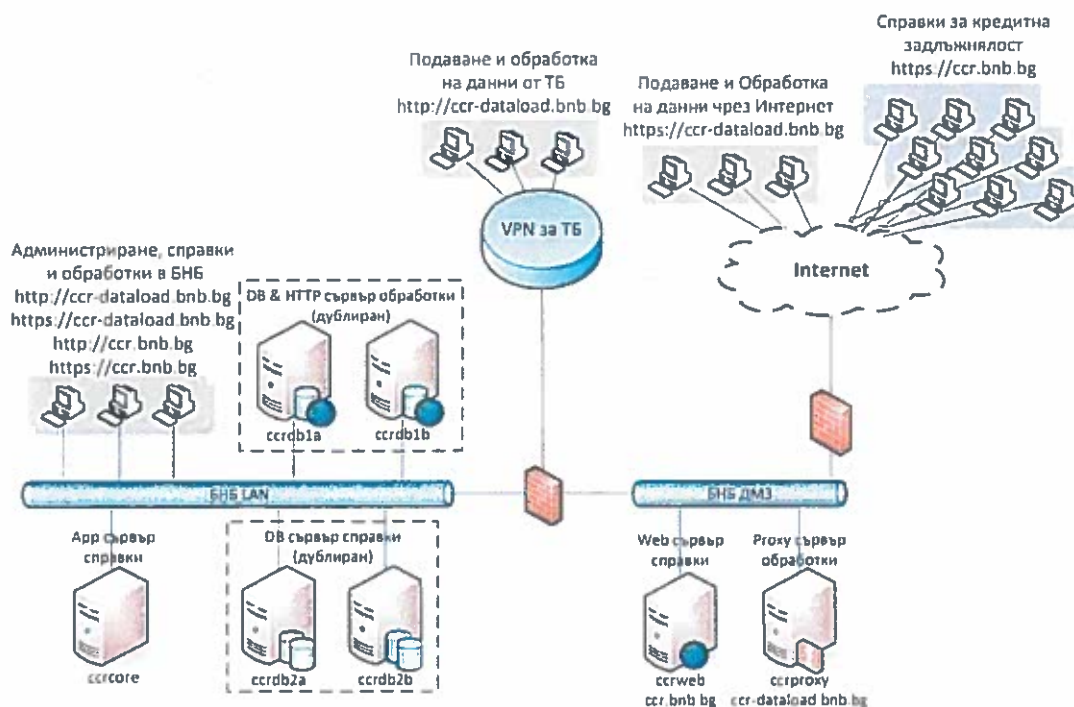 Подаване и обработка
на данни от ТБ
http://ccr-dataload.bnb.bg
Подаване и Обработка
на данни чрез Интернет
https://ccr-dataload.bnb.bg
Справки за кредитна
задлъжнялост
https://ccr.bnb.bg
VPN за ТБ
Internet
Администриране, справки
и обработки в БНБ
http://ccr-dataload.bnb.bg
https://ccr-dataload.bnb.bg
http://ccr.bnb.bg
https://ccr.bnb.bg
DB & HTTP сървър обработки
(дублиран)
ccrdb1a
ccrdb1b
БНБ LAN
БНБ ДМЗ
App сървър
справки
ccrcore
DB сървър справки
(дублиран)
ccrdb2a
ccrdb2b
Web сървър
справки
ccrweb
ccr.bnb bg
Proxy сървър
обработки
ccrproxy
ccr-dataload bnb.bg